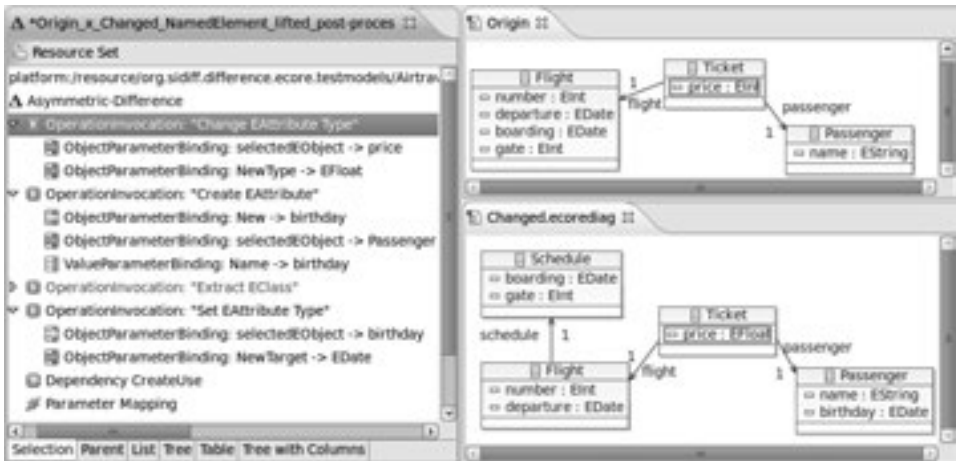 *Origin_x_Changed_NamedElement_lifted_post-proces
Resource Set
platform:/resource/org.sidiff.difference.ecore.testmodels/Airtrav
Asymmetric-Difference
OperationInvocation: "Change EAttribute Type"
ObjectParameterBinding: selectedEObject -> price
ObjectParameterBinding: NewType -> EFloat
OperationInvocation: "Create EAttribute"
ObjectParameterBinding: New -> birthday
ObjectParameterBinding: selectedEObject -> Passenger
ValueParameterBinding: Name -> birthday
OperationInvocation: "Extract EClass"
OperationInvocation: "Set EAttribute Type"
ObjectParameterBinding: selectedEObject -> birthday
ObjectParameterBinding: NewTarget -> EDate
Dependency CreateUse
Parameter Mapping
Selection Parent List Tree Table Tree with Columns
Origin
Flight
number : EInt
departure : EDate
boarding : EDate
gate : EInt
1
flight
Ticket
price : EInt
passenger
1
Passenger
name : EString
Changed.ecorediag
Schedule
boarding : EDate
gate : EInt
schedule
1
Flight
number : EInt
departure : EDate
1
flight
Ticket
price : EFloat
passenger
1
Passenger
name : EString
birthday : EDate